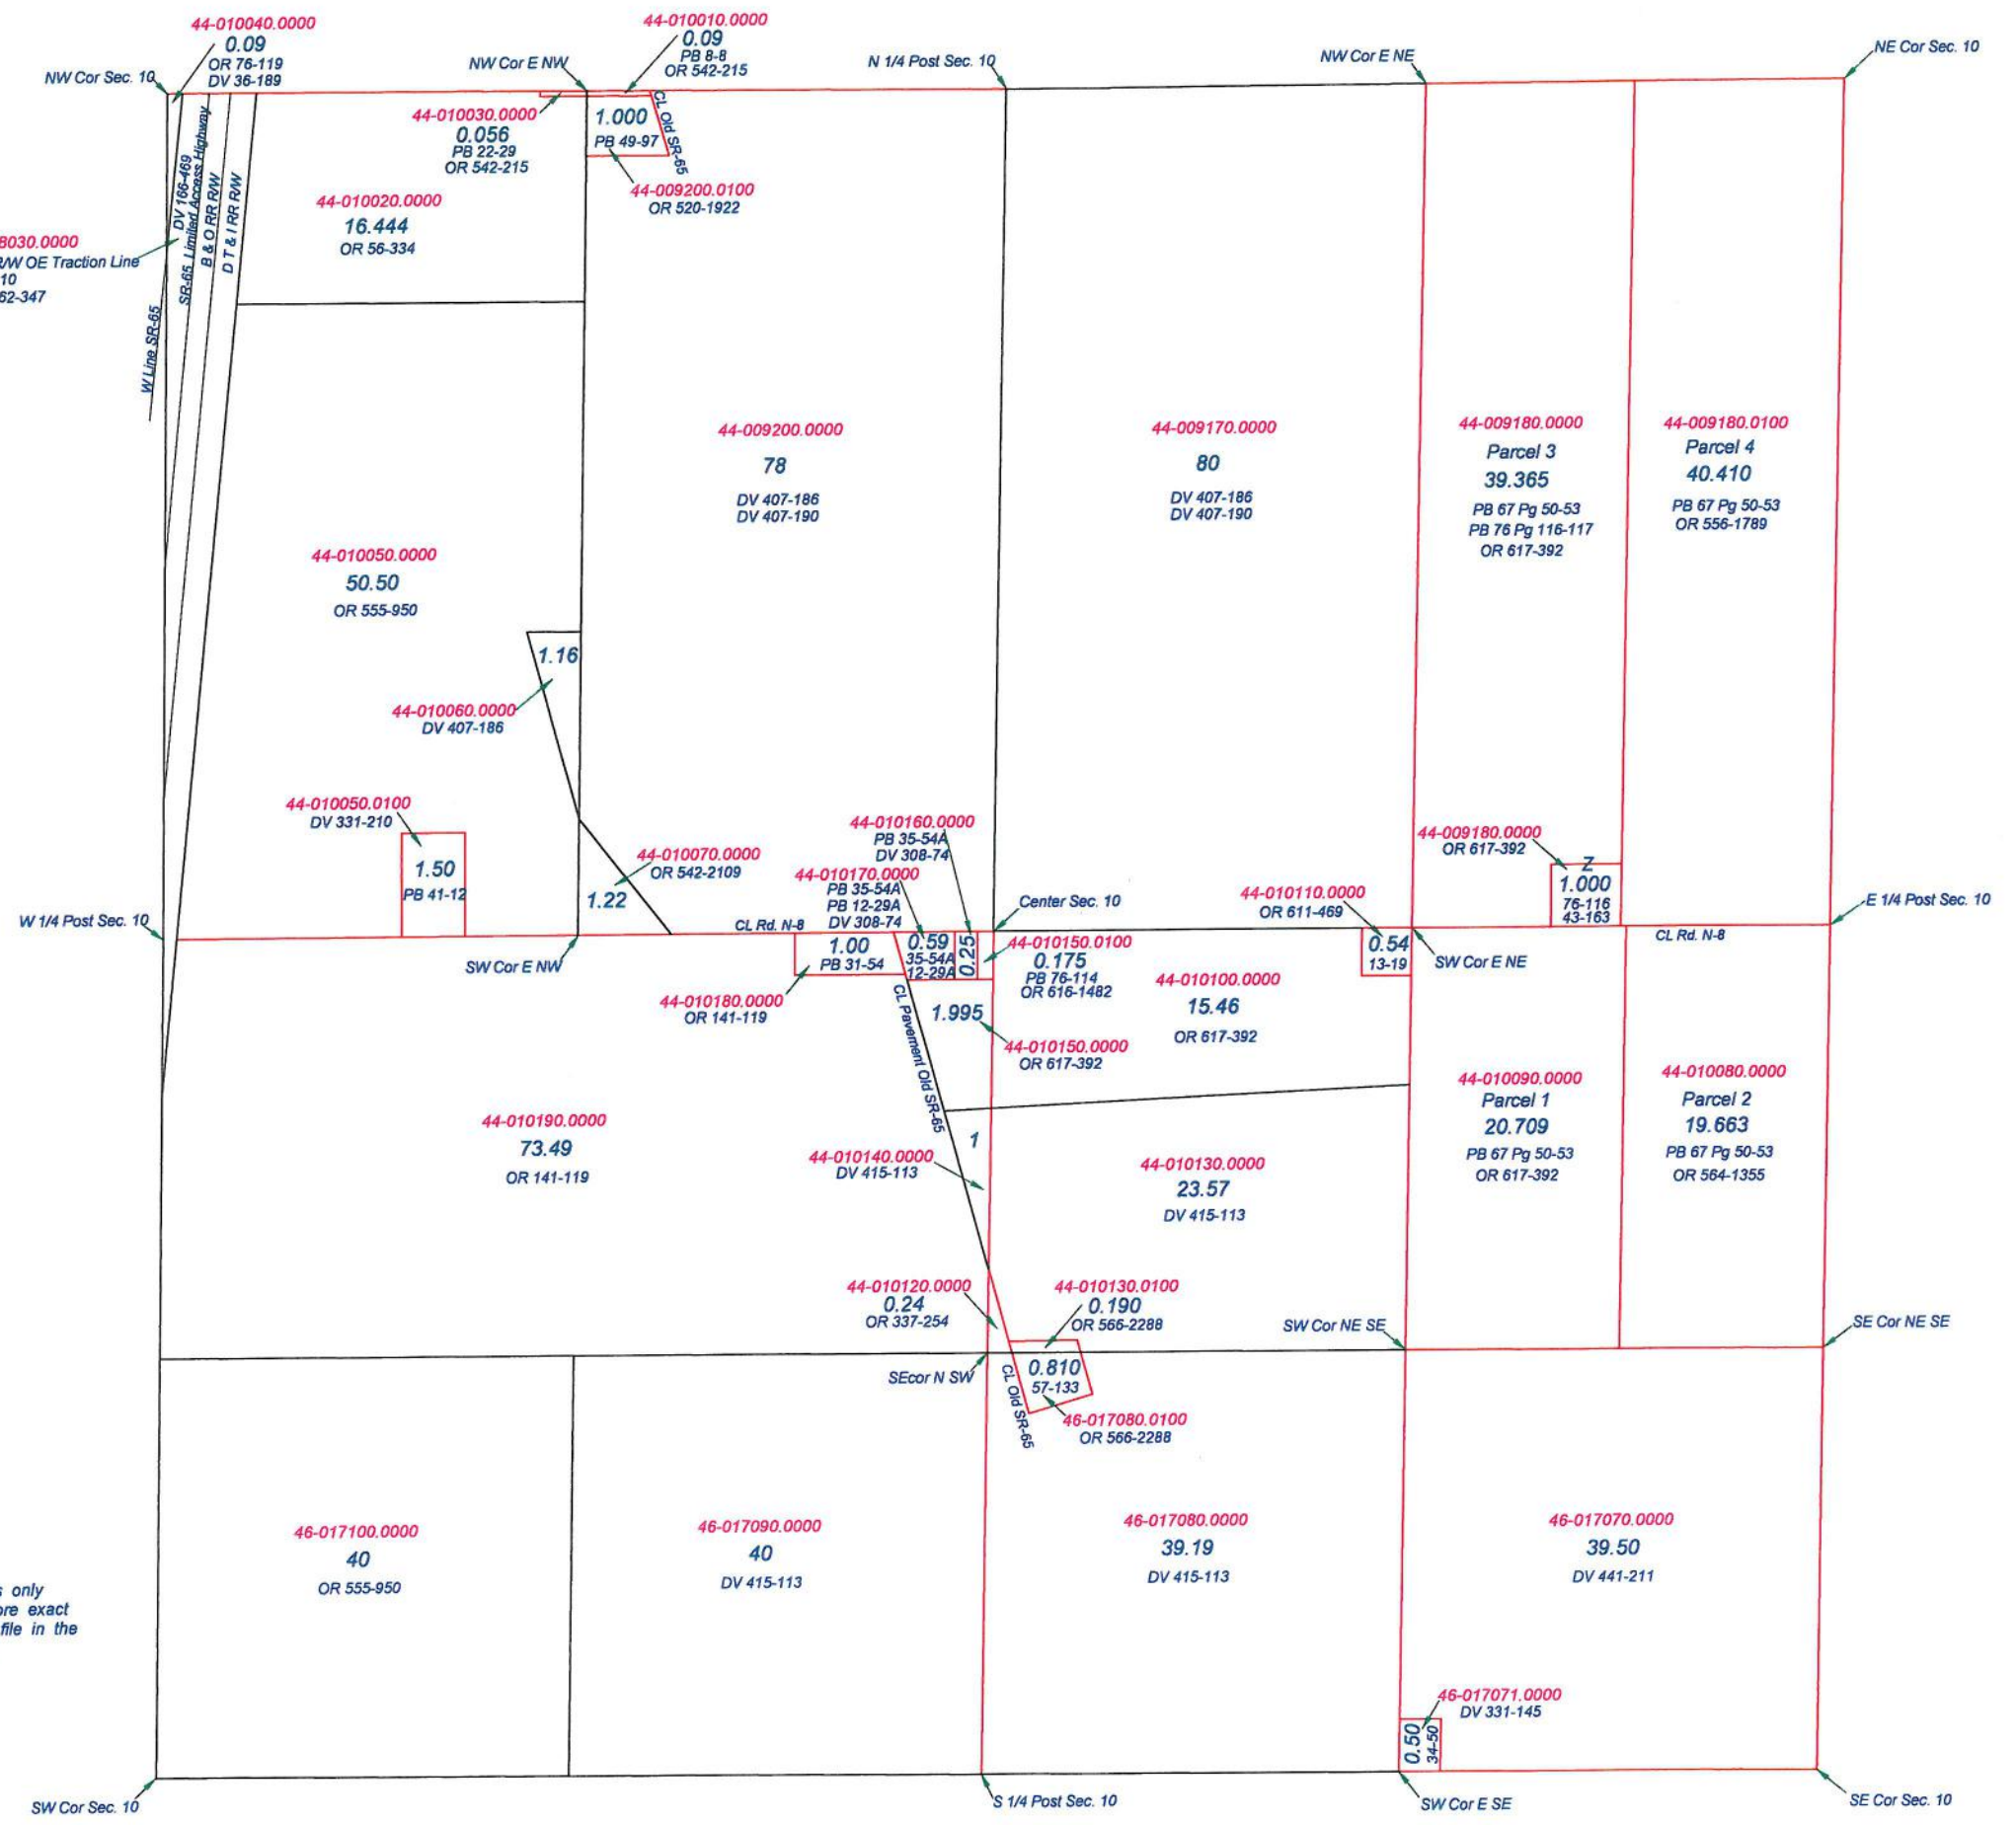 44-010040.0000
0.09
OR 76-119
DV 36-189
NW Cor Sec. 10
NW Cor E NW
44-010010.0000
0.09
PB 8-8
OR 542-215
N 1/4 Post Sec. 10
NW Cor E NE
NE Cor Sec. 10
44-010030.0000
0.056
PB 22-29
OR 542-215
1.000
PB 49-97
CL Old SR-65
44-009200.0100
OR 520-1922
DV 166-469
SR-65 Limited Access Highway
B & O RR R/W
D T & I RR R/W
W Line SR-65
8030.0000
R/W OE Traction Line
10
62-347
44-010020.0000
16.444
OR 56-334
44-009200.0000
78
DV 407-186
DV 407-190
44-009170.0000
80
DV 407-186
DV 407-190
44-009180.0000
Parcel 3
39.365
PB 67 Pg 50-53
PB 76 Pg 116-117
OR 617-392
44-009180.0100
Parcel 4
40.410
PB 67 Pg 50-53
OR 556-1789
44-010050.0000
50.50
OR 555-950
1.16
44-010060.0000
DV 407-186
44-010050.0100
DV 331-210
1.50
PB 41-12
44-010070.0000
OR 542-2109
1.22
44-010160.0000
PB 35-54A
DV 308-74
44-010170.0000
PB 35-54A
PB 12-29A
DV 308-74
44-009180.0000
OR 617-392
Z
1.000
76-116
43-163
44-010110.0000
OR 611-469
Center Sec. 10
W 1/4 Post Sec. 10
E 1/4 Post Sec. 10
CL Rd. N-8
CL Rd. N-8
SW Cor E NW
1.00
PB 31-54
0.59
35-54A
12-29A
0.25
44-010150.0100
0.175
PB 76-114
OR 616-1482
0.54
13-19
SW Cor E NE
44-010180.0000
OR 141-119
CL Pavement Old SR-65
1.995
44-010150.0000
OR 617-392
44-010100.0000
15.46
OR 617-392
44-010090.0000
Parcel 1
20.709
PB 67 Pg 50-53
OR 617-392
44-010080.0000
Parcel 2
19.663
PB 67 Pg 50-53
OR 564-1355
44-010190.0000
73.49
OR 141-119
1
44-010140.0000
DV 415-113
44-010130.0000
23.57
DV 415-113
44-010120.0000
0.24
OR 337-254
44-010130.0100
0.190
OR 566-2288
SW Cor NE SE
SE Cor NE SE
SEcor N SW
0.810
57-133
CL Old SR-65
46-017080.0100
OR 566-2288
46-017100.0000
40
OR 555-950
46-017090.0000
40
DV 415-113
46-017080.0000
39.19
DV 415-113
46-017070.0000
39.50
DV 441-211
only
ore exact
file in the
46-017071.0000
DV 331-145
0.50
34-50
SW Cor Sec. 10
S 1/4 Post Sec. 10
SW Cor E SE
SE Cor Sec. 10